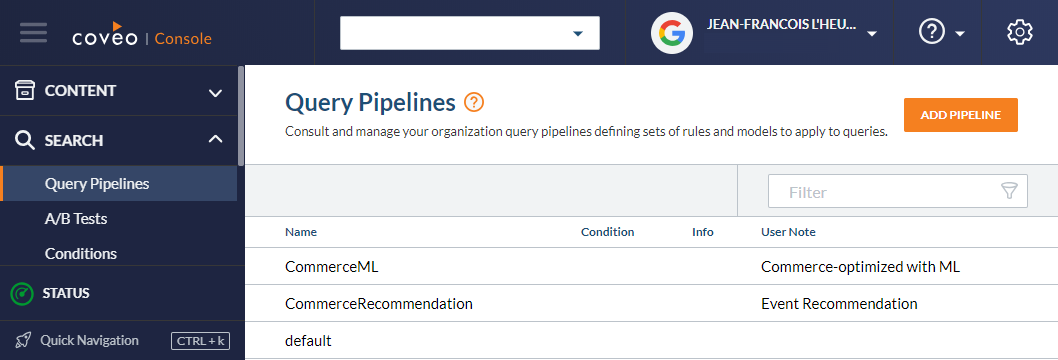 coveo | Console
JEAN-FRANCOIS L'HEU...
CONTENT
SEARCH
Query Pipelines
A/B Tests
Conditions
STATUS
Quick Navigation CTRL + k
Query Pipelines
Consult and manage your organization query pipelines defining sets of rules and models to apply to queries.
ADD PIPELINE
Filter
Name Condition Info User Note
CommerceML Commerce-optimized with ML
CommerceRecommendation Event Recommendation
default